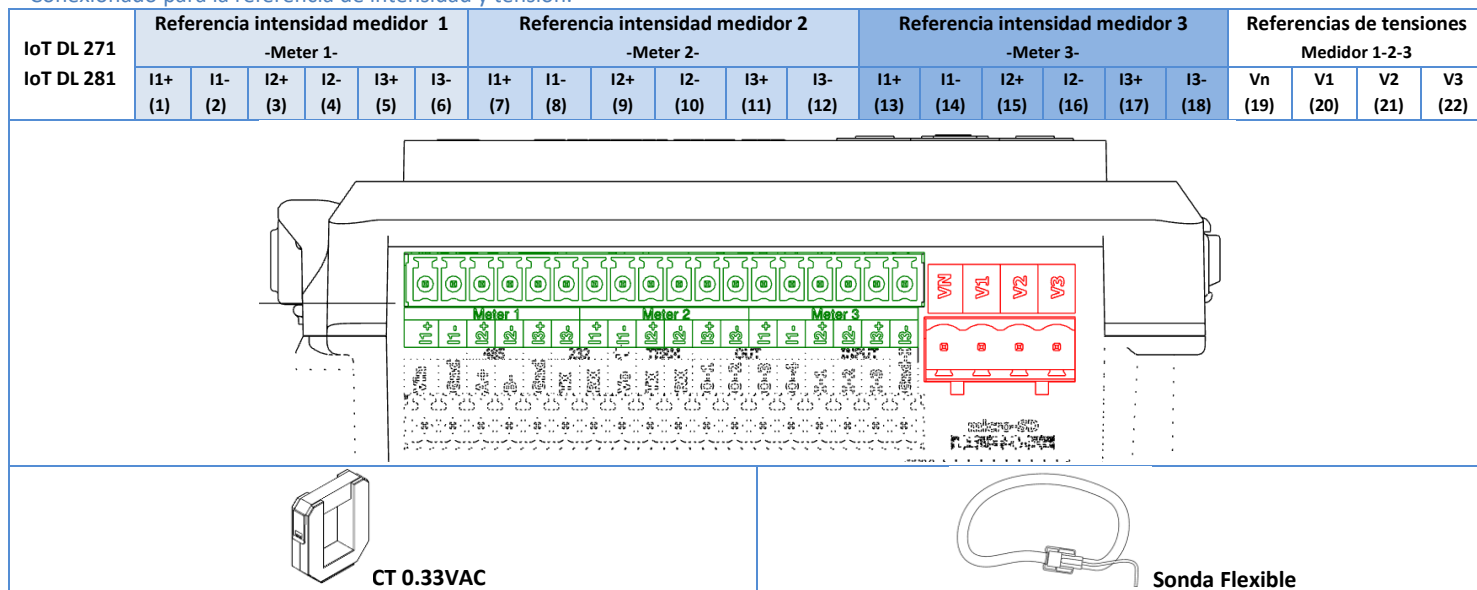 Conexionado para la referencia de intensidad y tensión.
IoT DL 271
IoT DL 281
Referencia intensidad medidor 1
-Meter 1-
Referencia intensidad medidor 2
-Meter 2-
Referencia intensidad medidor 3
-Meter 3-
Referencias de tensiones
Medidor 1-2-3
I1+ I1- I2+ I2- I3+ I3- I1+ I1- I2+ I2- I3+ I3- I1+ I1- I2+ I2- I3+ I3- Vn V1 V2 V3
(1) (2) (3) (4) (5) (6) (7) (8) (9) (10) (11) (12) (13) (14) (15) (16) (17) (18) (19) (20) (21) (22)
VN V1 V2 V3
Meter 1 Meter 2 Meter 3
I1+ I1- I2+ I2- I3+ I3- I1+ I1- I2+ I2- I3+ I3- I1+ I1- I2+ I2- I3+ I3-
485 232 OUT INPUT
micro-SD
CT 0.33VAC
Sonda Flexible